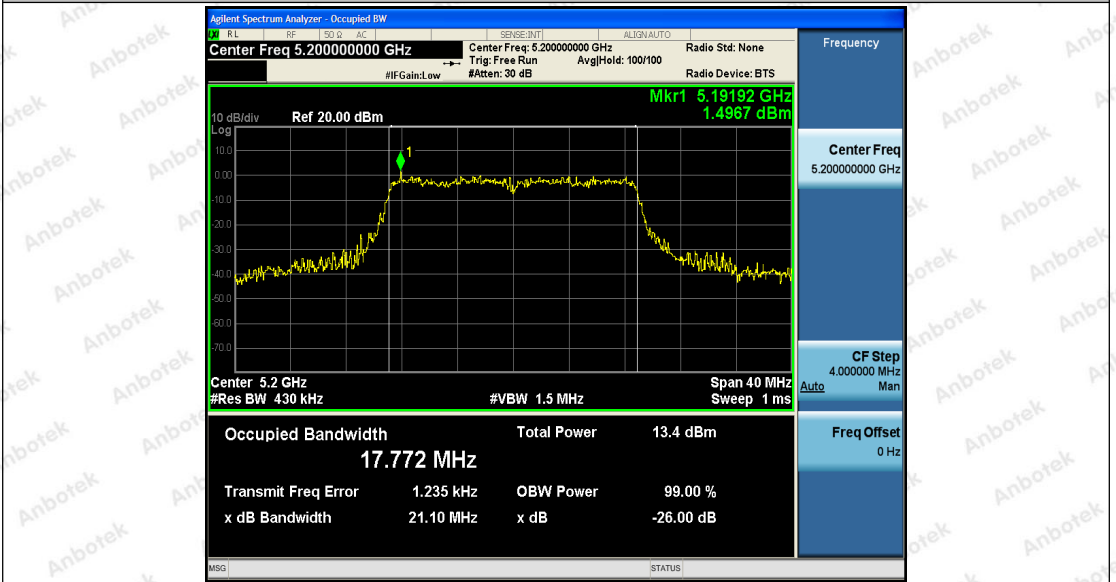 Agilent Spectrum Analyzer - Occupied BW
LXI RL RF 50 Ω AC SENSE:INT ALIGN AUTO
Center Freq 5.200000000 GHz
Center Freq: 5.200000000 GHz
Radio Std: None
Trig: Free Run Avg|Hold: 100/100
#IFGain:Low
#Atten: 30 dB
Radio Device: BTS
Mkr1 5.19192 GHz
1.4967 dBm
10 dB/div Ref 20.00 dBm
Log
10.0
1
0.00
-10.0
-20.0
-30.0
-40.0
-50.0
-60.0
-70.0
Center 5.2 GHz
Span 40 MHz
#Res BW 430 kHz
#VBW 1.5 MHz
Sweep 1 ms
Occupied Bandwidth
17.772 MHz
Total Power 13.4 dBm
Transmit Freq Error 1.235 kHz
OBW Power 99.00 %
x dB Bandwidth 21.10 MHz
x dB -26.00 dB
MSG
STATUS
Frequency
Center Freq
5.200000000 GHz
CF Step
4.000000 MHz
Auto Man
Freq Offset
0 Hz
Anbotek